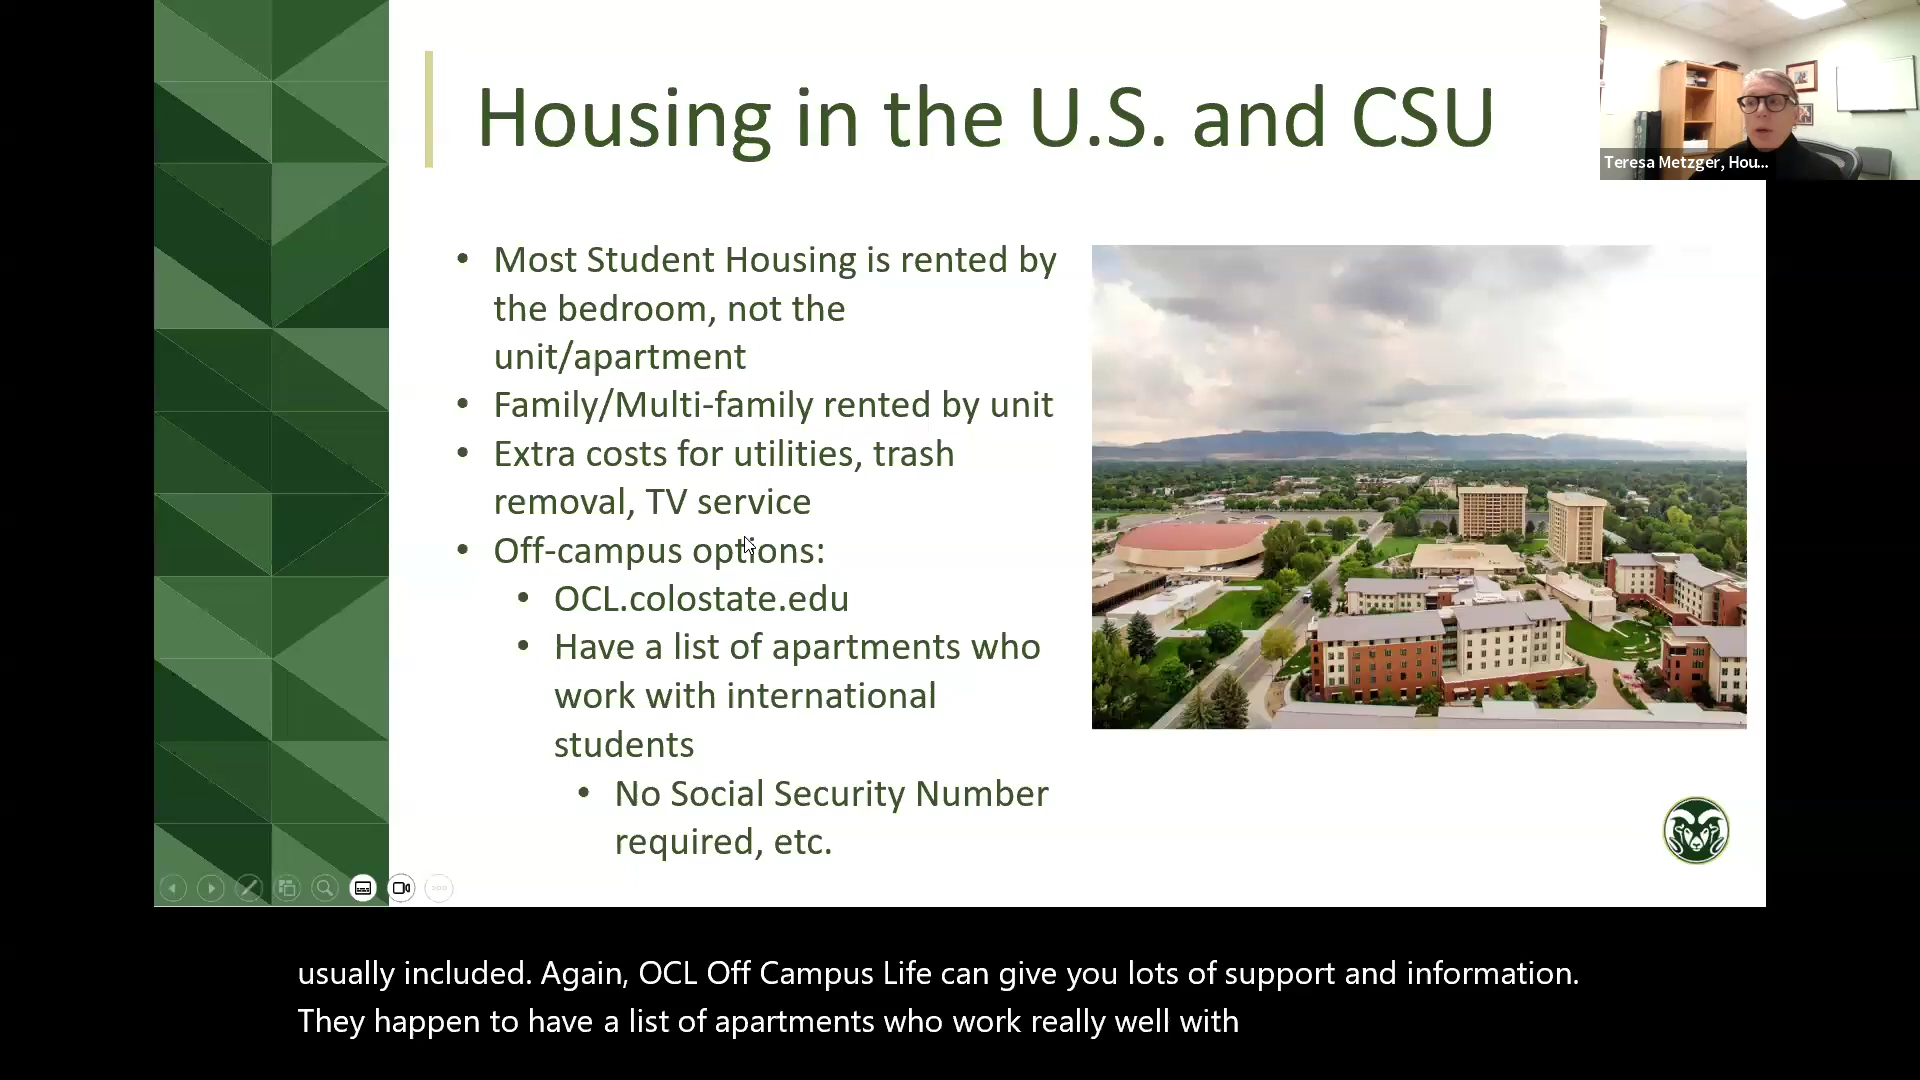 Housing in the U.S. and CSU
Teresa Metzger, Hou...
• Most Student Housing is rented by
the bedroom, not the
unit/apartment
• Family/Multi-family rented by unit
• Extra costs for utilities, trash
removal, TV service
• Off-campus options:
• OCL.colostate.edu
• Have a list of apartments who
work with international
students
• No Social Security Number
required, etc.
usually included. Again, OCL Off Campus Life can give you lots of support and information.
They happen to have a list of apartments who work really well with